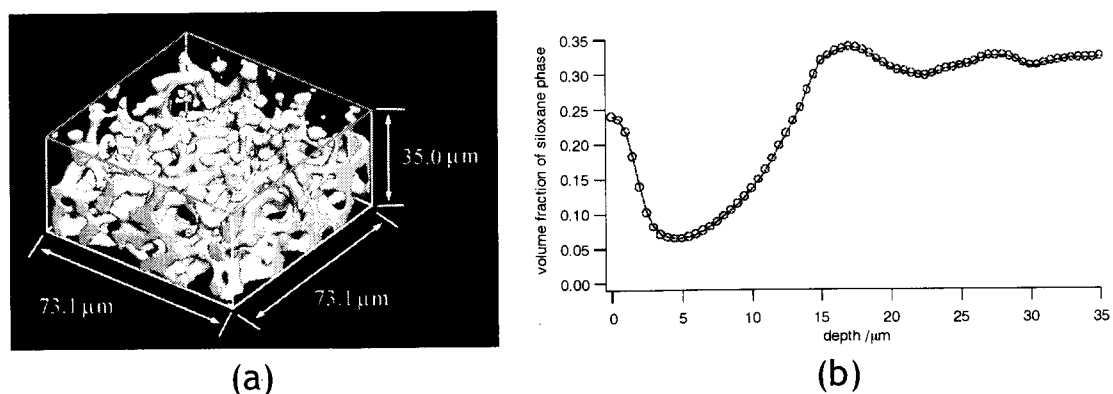 35.0 μm
73.1 μm
73.1 μm
(a)
volume fraction of siloxane phase
0.35
0.30
0.25
0.20
0.15
0.10
0.05
0.00
0 5 10 15 20 25 30 35
depth /μm
(b)